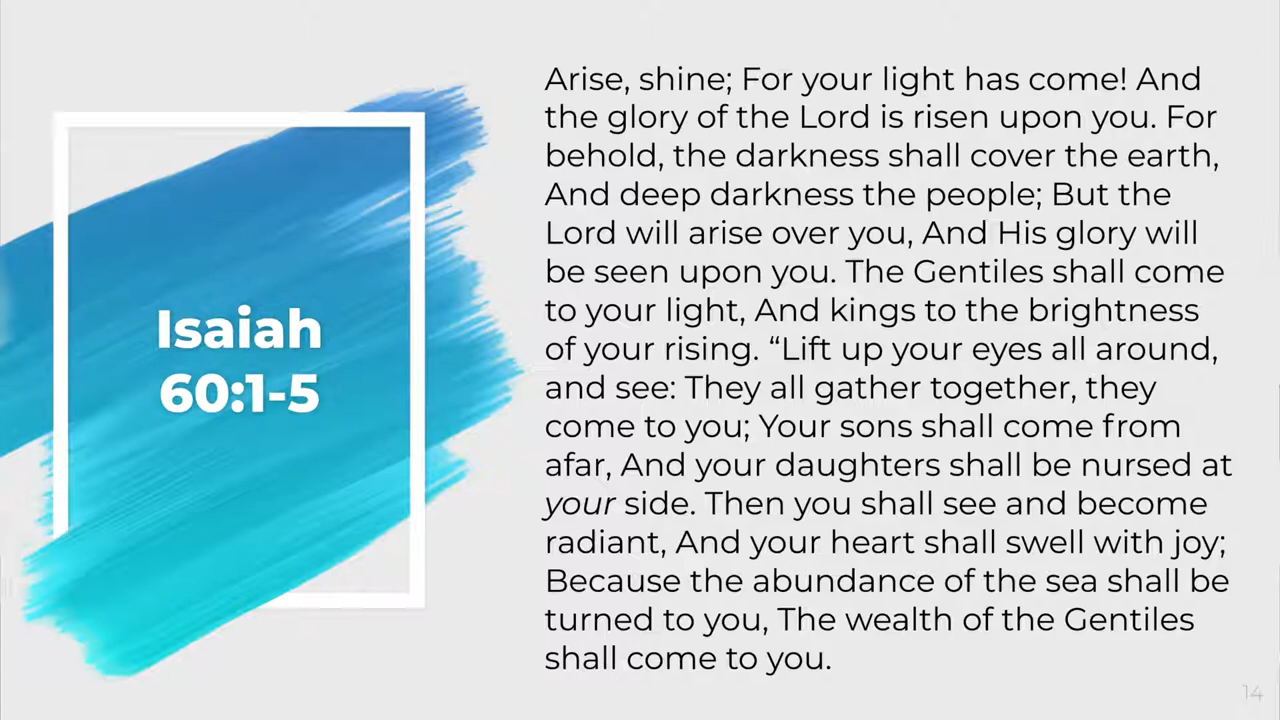 Isaiah
60:1-5
Arise, shine; For your light has come! And
the glory of the Lord is risen upon you. For
behold, the darkness shall cover the earth,
And deep darkness the people; But the
Lord will arise over you, And His glory will
be seen upon you. The Gentiles shall come
to your light, And kings to the brightness
of your rising. “Lift up your eyes all around,
and see: They all gather together, they
come to you; Your sons shall come from
afar, And your daughters shall be nursed at
your side. Then you shall see and become
radiant, And your heart shall swell with joy;
Because the abundance of the sea shall be
turned to you, The wealth of the Gentiles
shall come to you.
14